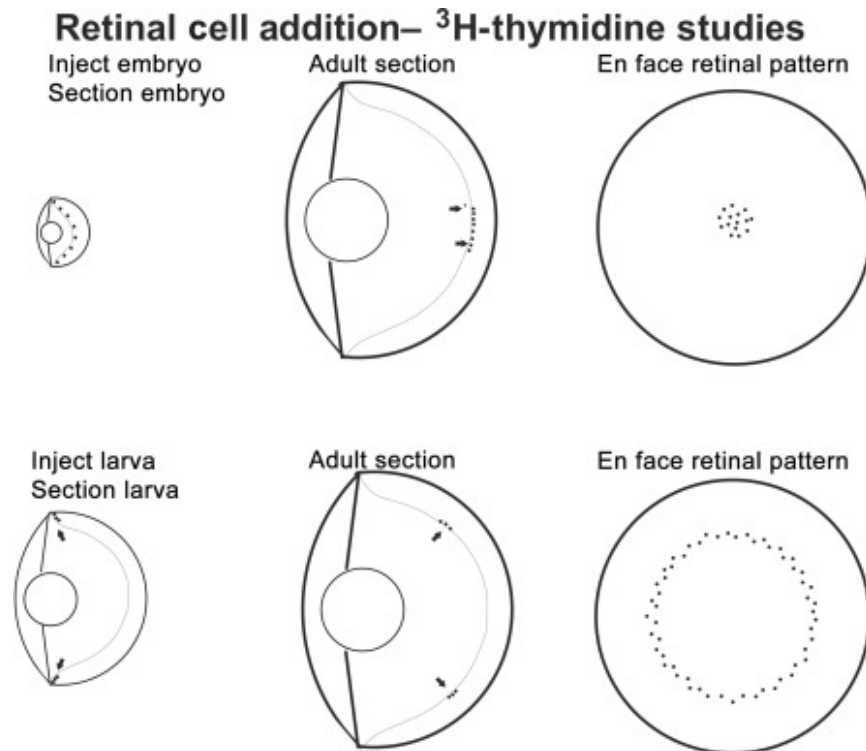 Retinal cell addition– ³H-thymidine studies
Inject embryo
Section embryo
Adult section
En face retinal pattern
Inject larva
Section larva
Adult section
En face retinal pattern